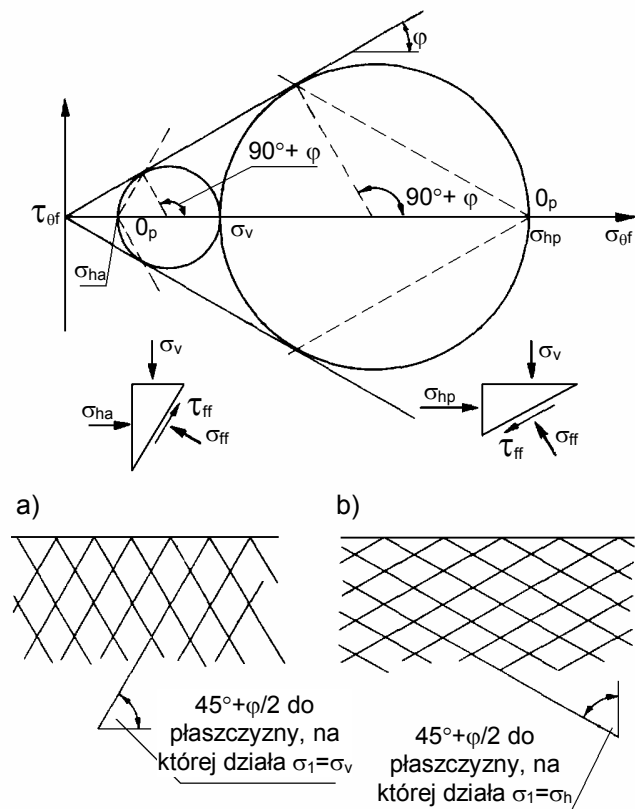 φ
90°+ φ
90°+ φ
τθf
0p
σv
0p
σhp
σθf
σha
σv
σha
τff
σff
σv
σhp
τff
σff
a)
b)
45°+φ/2 do
płaszczyzny, na
której działa σ1=σv
45°+φ/2 do
płaszczyzny, na
której działa σ1=σh